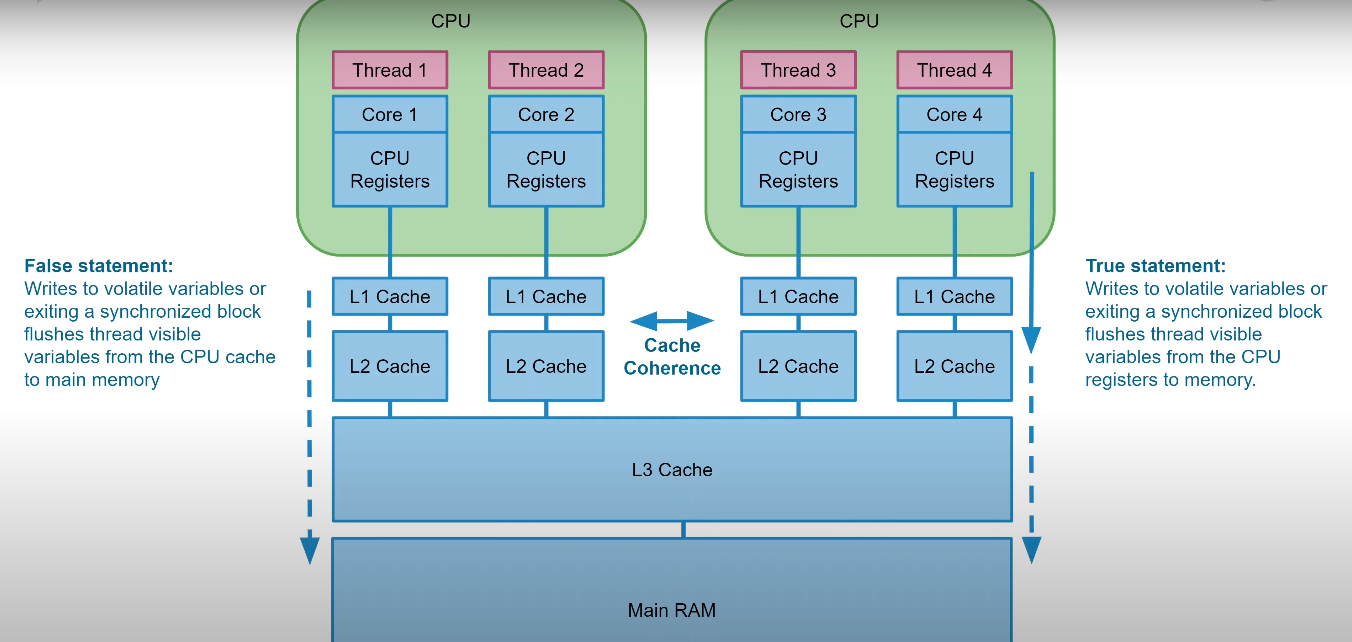 CPU
CPU
Thread 1
Thread 2
Thread 3
Thread 4
Core 1
Core 2
Core 3
Core 4
CPU
Registers
CPU
Registers
CPU
Registers
CPU
Registers
False statement:
Writes to volatile variables or
exiting a synchronized block
flushes thread visible
variables from the CPU cache
to main memory
L1 Cache
L1 Cache
L1 Cache
L1 Cache
Cache
Coherence
L2 Cache
L2 Cache
L2 Cache
L2 Cache
True statement:
Writes to volatile variables or
exiting a synchronized block
flushes thread visible
variables from the CPU
registers to memory.
L3 Cache
Main RAM